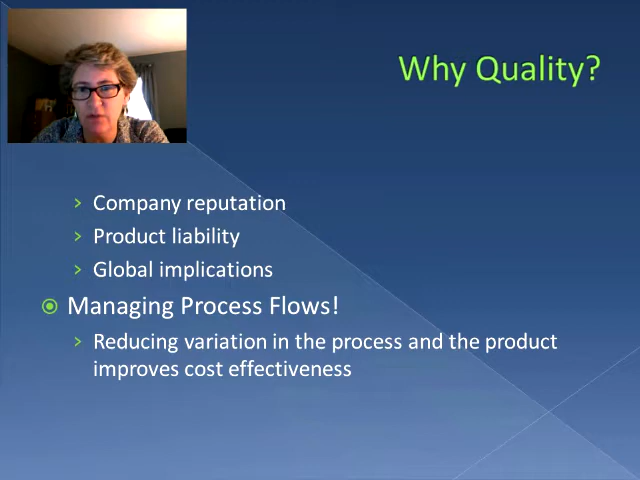 Why Quality?
Company reputation
Product liability
Global implications
Managing Process Flows!
Reducing variation in the process and the product
improves cost effectiveness